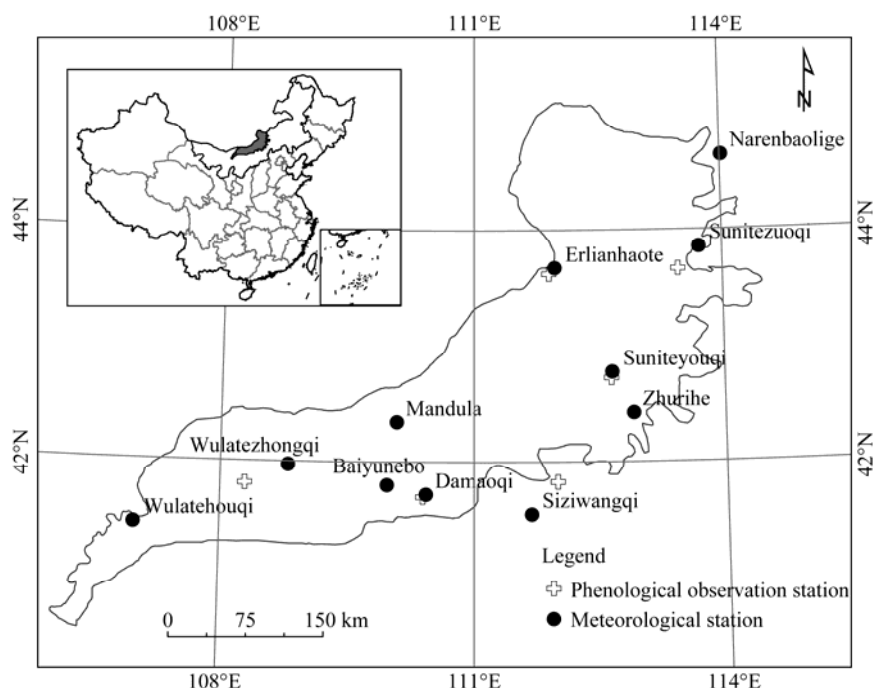 108°E
111°E
114°E
N
Narenbaolige
44°N
44°N
Sunitezuoqi
Erlianhaote
Suniteyouqi
Zhurihe
Mandula
Wulatezhongqi
42°N
42°N
Baiyunebo
Damaoqi
Wulatehouqi
Siziwangqi
Legend
Phenological observation station
Meteorological station
0 75 150 km
108°E
111°E
114°E